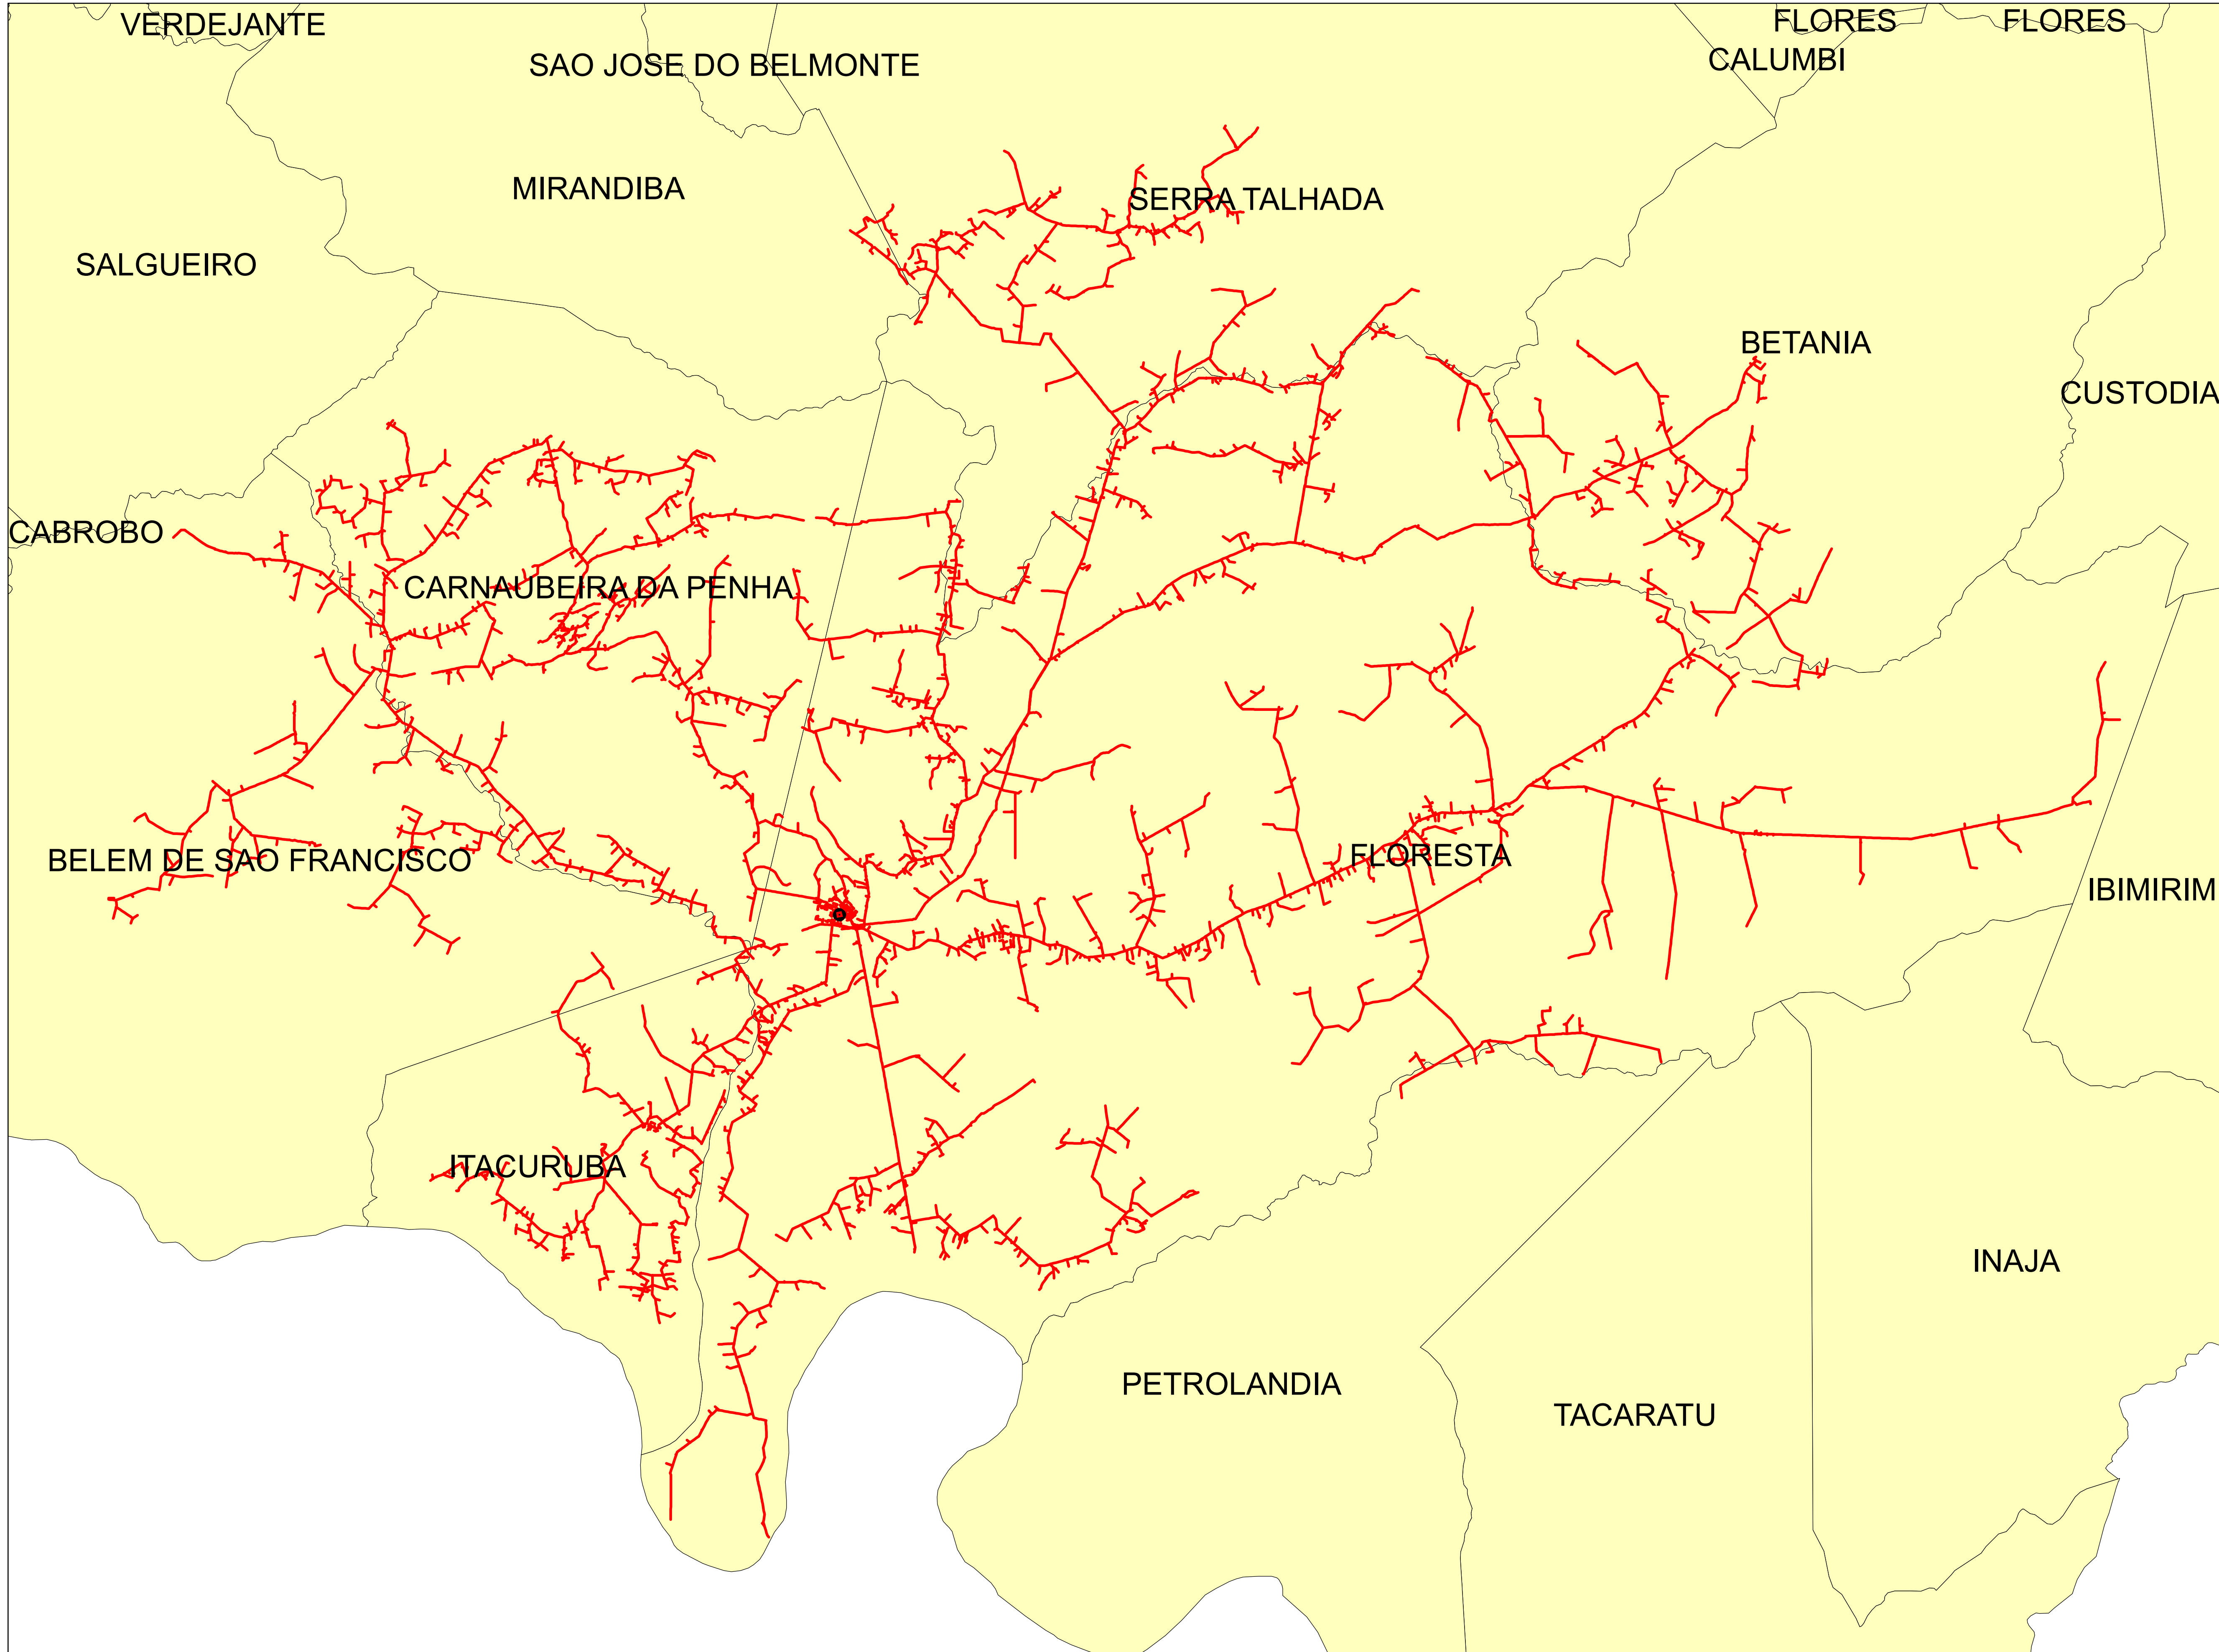 VERDEJANTE
FLORES
FLORES
SAO JOSE DO BELMONTE
CALUMBI
MIRANDIBA
SERRA TALHADA
SALGUEIRO
BETANIA
CUSTODIA
CABROBO
CARNAUBEIRA DA PENHA
BELEM DE SAO FRANCISCO
FLORESTA
IBIMIRIM
ITACURUBA
INAJA
PETROLANDIA
TACARATU